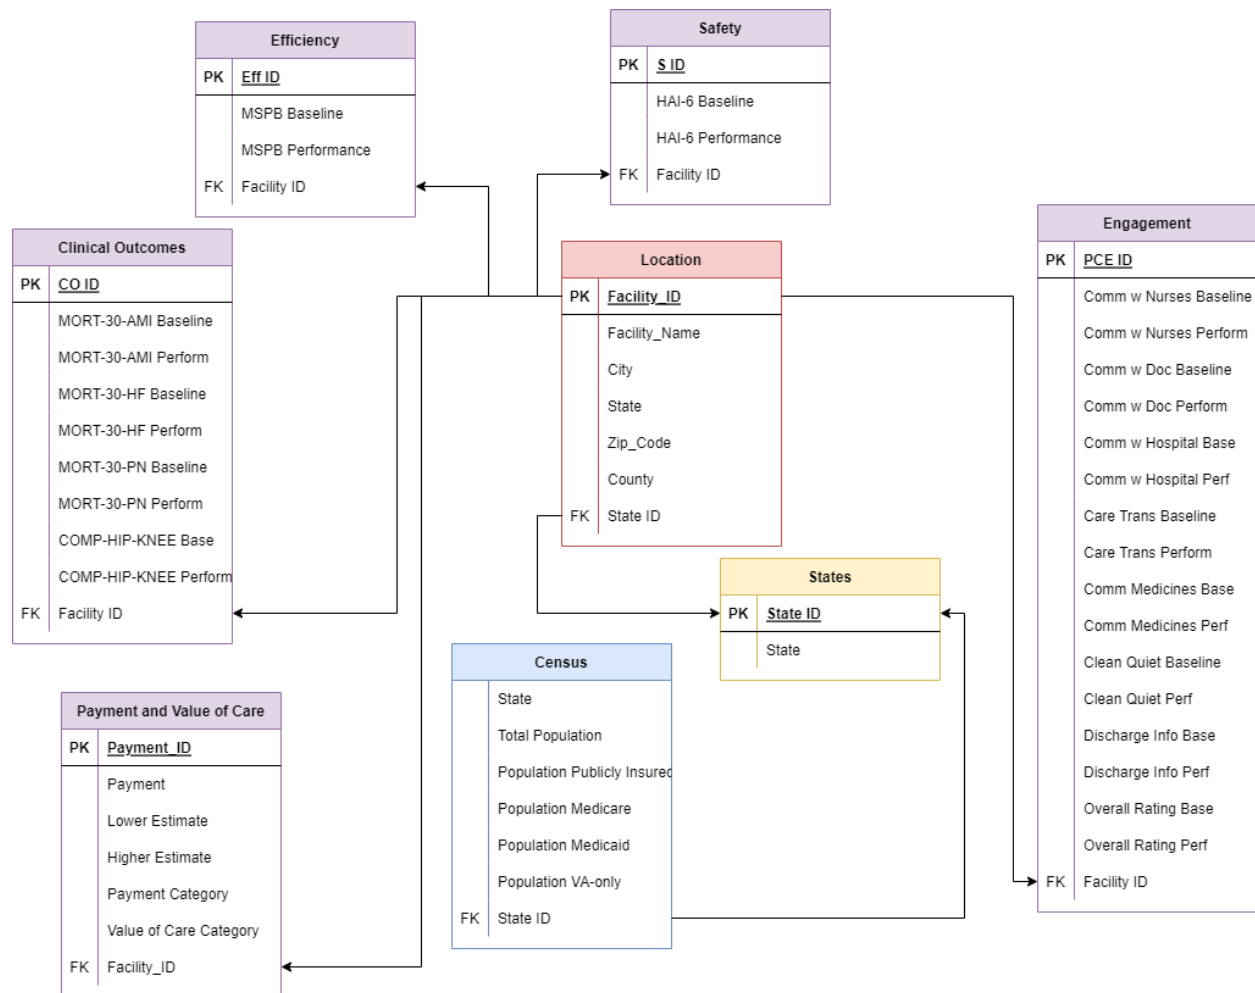 Efficiency
PK Eff ID
MSPB Baseline
MSPB Performance
FK Facility ID
Safety
PK S ID
HAI-6 Baseline
HAI-6 Performance
FK Facility ID
Clinical Outcomes
PK CO ID
MORT-30-AMI Baseline
MORT-30-AMI Perform
MORT-30-HF Baseline
MORT-30-HF Perform
MORT-30-PN Baseline
MORT-30-PN Perform
COMP-HIP-KNEE Base
COMP-HIP-KNEE Perform
FK Facility ID
Location
PK Facility_ID
Facility_Name
City
State
Zip_Code
County
FK State ID
Engagement
PK PCE ID
Comm w Nurses Baseline
Comm w Nurses Perform
Comm w Doc Baseline
Comm w Doc Perform
Comm w Hospital Base
Comm w Hospital Perf
Care Trans Baseline
Care Trans Perform
Comm Medicines Base
Comm Medicines Perf
Clean Quiet Baseline
Clean Quiet Perf
Discharge Info Base
Discharge Info Perf
Overall Rating Base
Overall Rating Perf
FK Facility ID
States
PK State ID
State
Census
State
Total Population
Population Publicly Insured
Population Medicare
Population Medicaid
Population VA-only
FK State ID
Payment and Value of Care
PK Payment_ID
Payment
Lower Estimate
Higher Estimate
Payment Category
Value of Care Category
FK Facility_ID